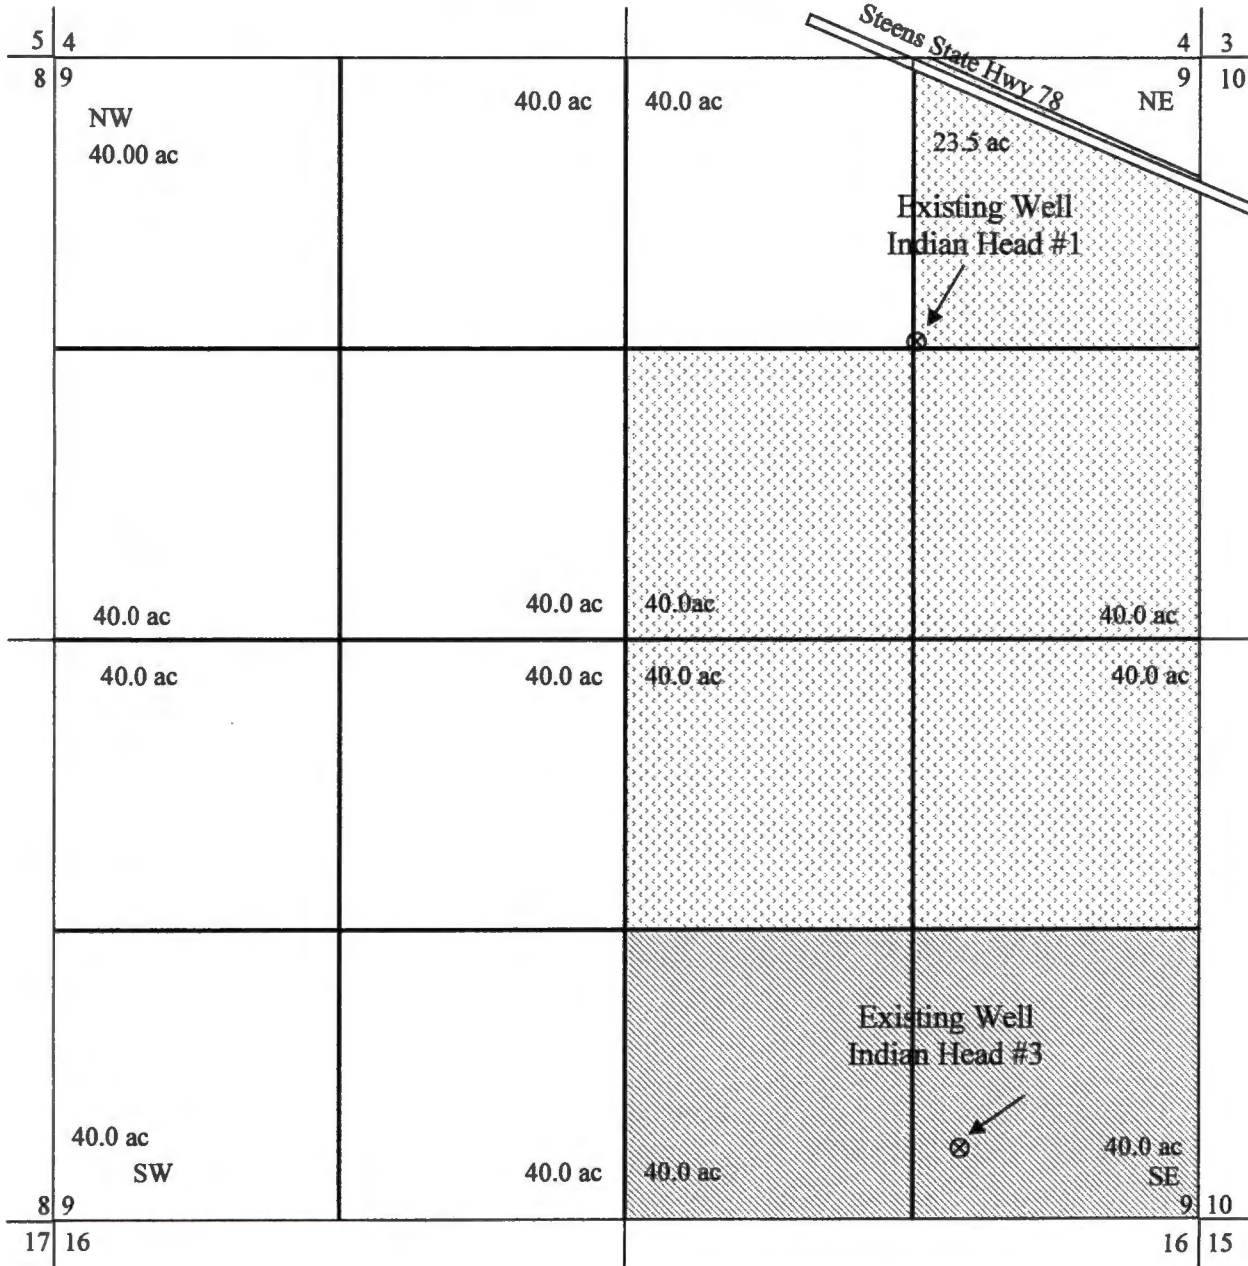 Steens State Hwy 78
5 4
4 3
8 9
9 10
NW
40.00 ac
40.0 ac
40.0 ac
NE
23.5 ac
Existing Well
Indian Head #1
40.0 ac
40.0 ac
40.0ac
40.0 ac
40.0 ac
40.0 ac
40.0 ac
40.0 ac
Existing Well
Indian Head #3
40.0 ac
SW
40.0 ac
40.0 ac
40.0 ac
SE
8 9
9 10
17 16
16 15